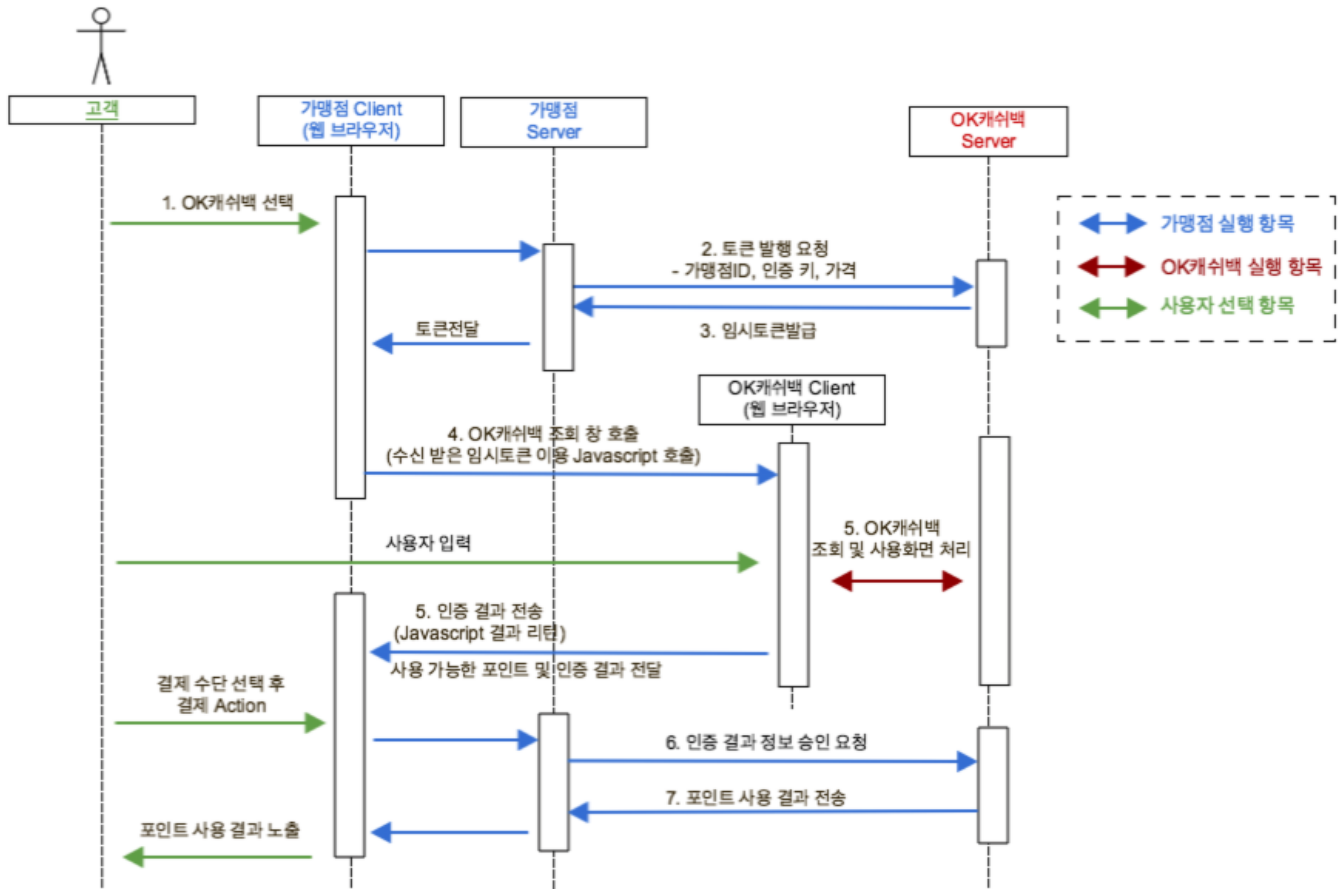 고객
가맹점 Client
(웹 브라우저)
가맹점
Server
OK캐쉬백
Server
1. OK캐쉬백 선택
가맹점 실행 항목
OK캐쉬백 실행 항목
사용자 선택 항목
2. 토큰 발행 요청
- 가맹점ID, 인증 키, 가격
토큰전달
3. 임시토큰발급
OK캐쉬백 Client
(웹 브라우저)
4. OK캐쉬백 조회 창 호출
(수신 받은 임시토큰 이용 Javascript 호출)
사용자 입력
5. OK캐쉬백
조회 및 사용화면 처리
5. 인증 결과 전송
(Javascript 결과 리턴)
사용 가능한 포인트 및 인증 결과 전달
결제 수단 선택 후
결제 Action
6. 인증 결과 정보 승인 요청
7. 포인트 사용 결과 전송
포인트 사용 결과 노출